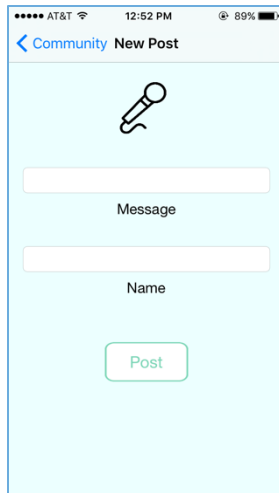 AT&T 12:52 PM 89%
Community New Post
Message
Name
Post